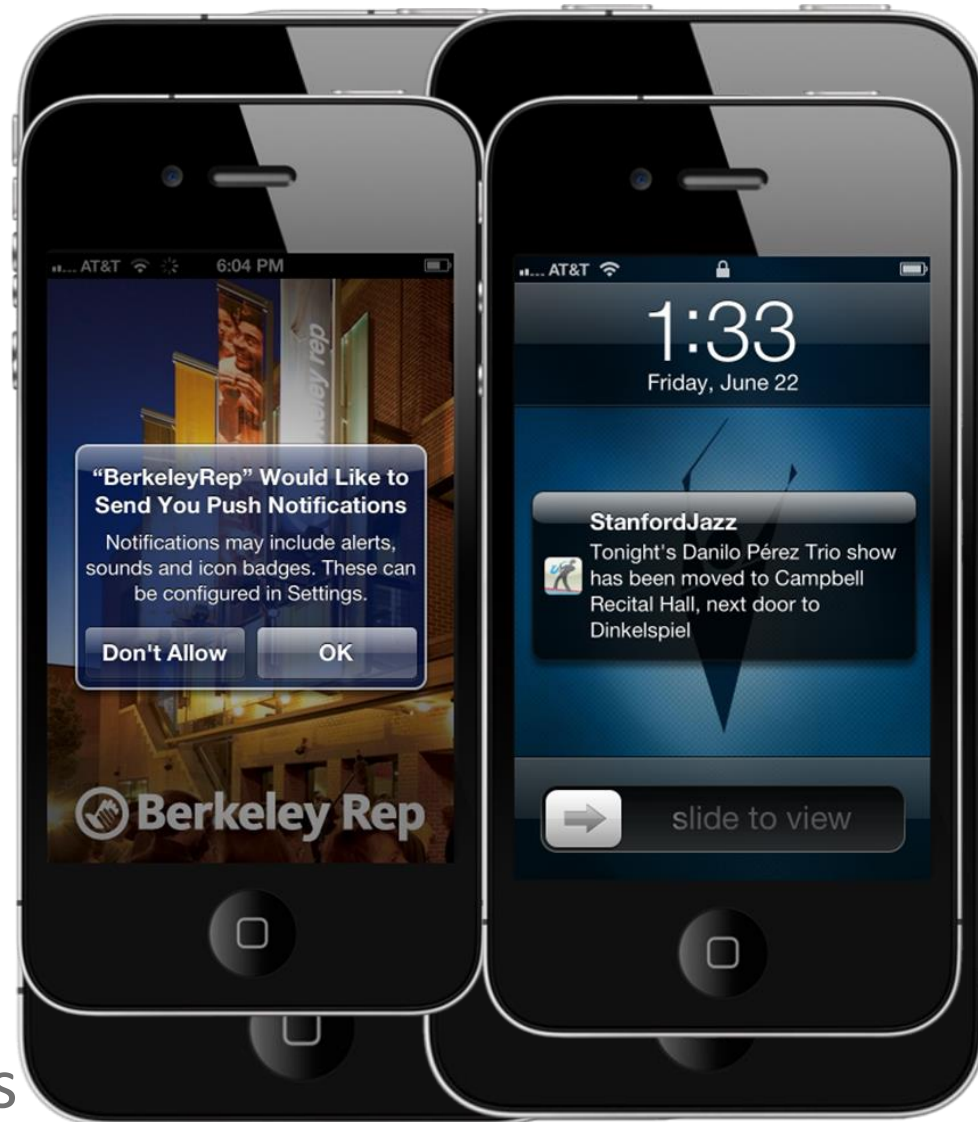 AT&T
6:04 PM
keley rep
"BerkeleyRep" Would Like to
Send You Push Notifications
Notifications may include alerts,
sounds and icon badges. These can
be configured in Settings.
Don't Allow
OK
Berkeley Rep
AT&T
1:33
Friday, June 22
StanfordJazz
Tonight's Danilo Pérez Trio show
has been moved to Campbell
Recital Hall, next door to
Dinkelspiel
slide to view
s